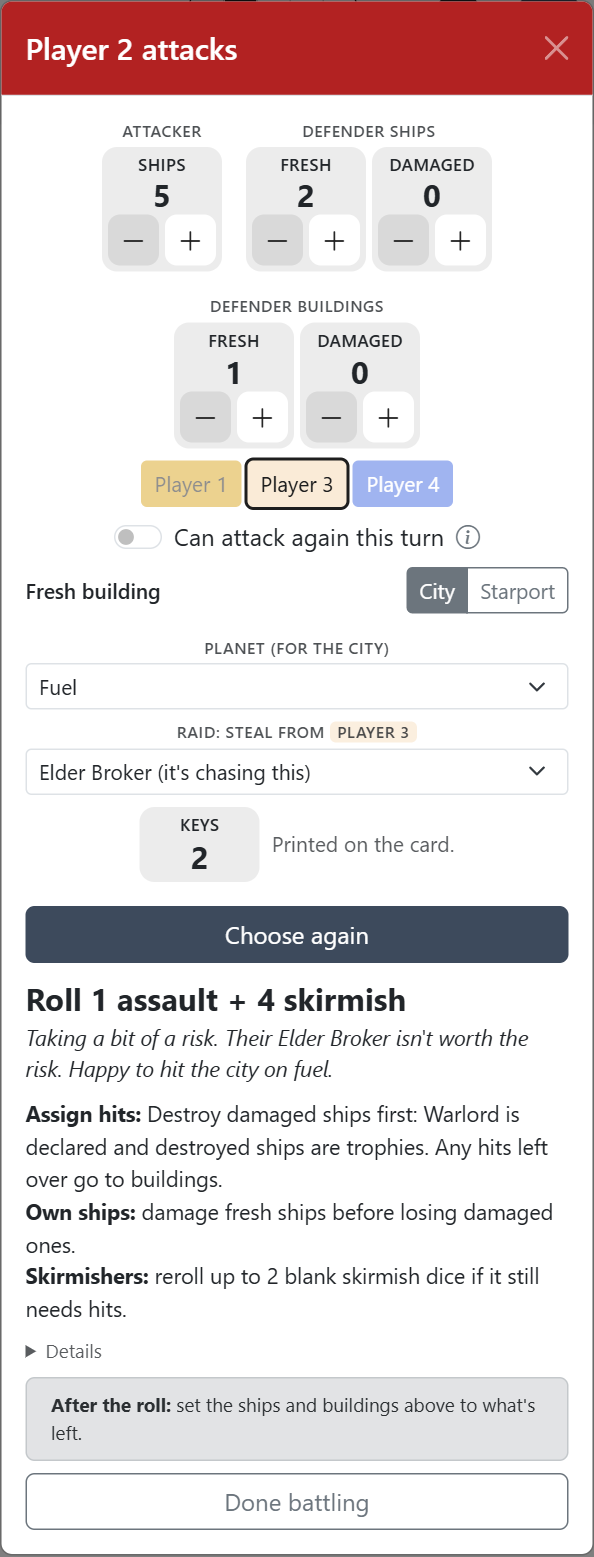 Player 2 attacks
ATTACKER
DEFENDER SHIPS
SHIPS
5
FRESH
2
DAMAGED
0
DEFENDER BUILDINGS
FRESH
1
DAMAGED
0
Player 1
Player 3
Player 4
Can attack again this turn
Fresh building
City
Starport
PLANET (FOR THE CITY)
Fuel
RAID: STEAL FROM PLAYER 3
Elder Broker (it's chasing this)
KEYS
2
Printed on the card.
Choose again
Roll 1 assault + 4 skirmish
Taking a bit of a risk. Their Elder Broker isn't worth the
risk. Happy to hit the city on fuel.
Assign hits: Destroy damaged ships first: Warlord is
declared and destroyed ships are trophies. Any hits left
over go to buildings.
Own ships: damage fresh ships before losing damaged
ones.
Skirmishers: reroll up to 2 blank skirmish dice if it still
needs hits.
Details
After the roll: set the ships and buildings above to what's
left.
Done battling